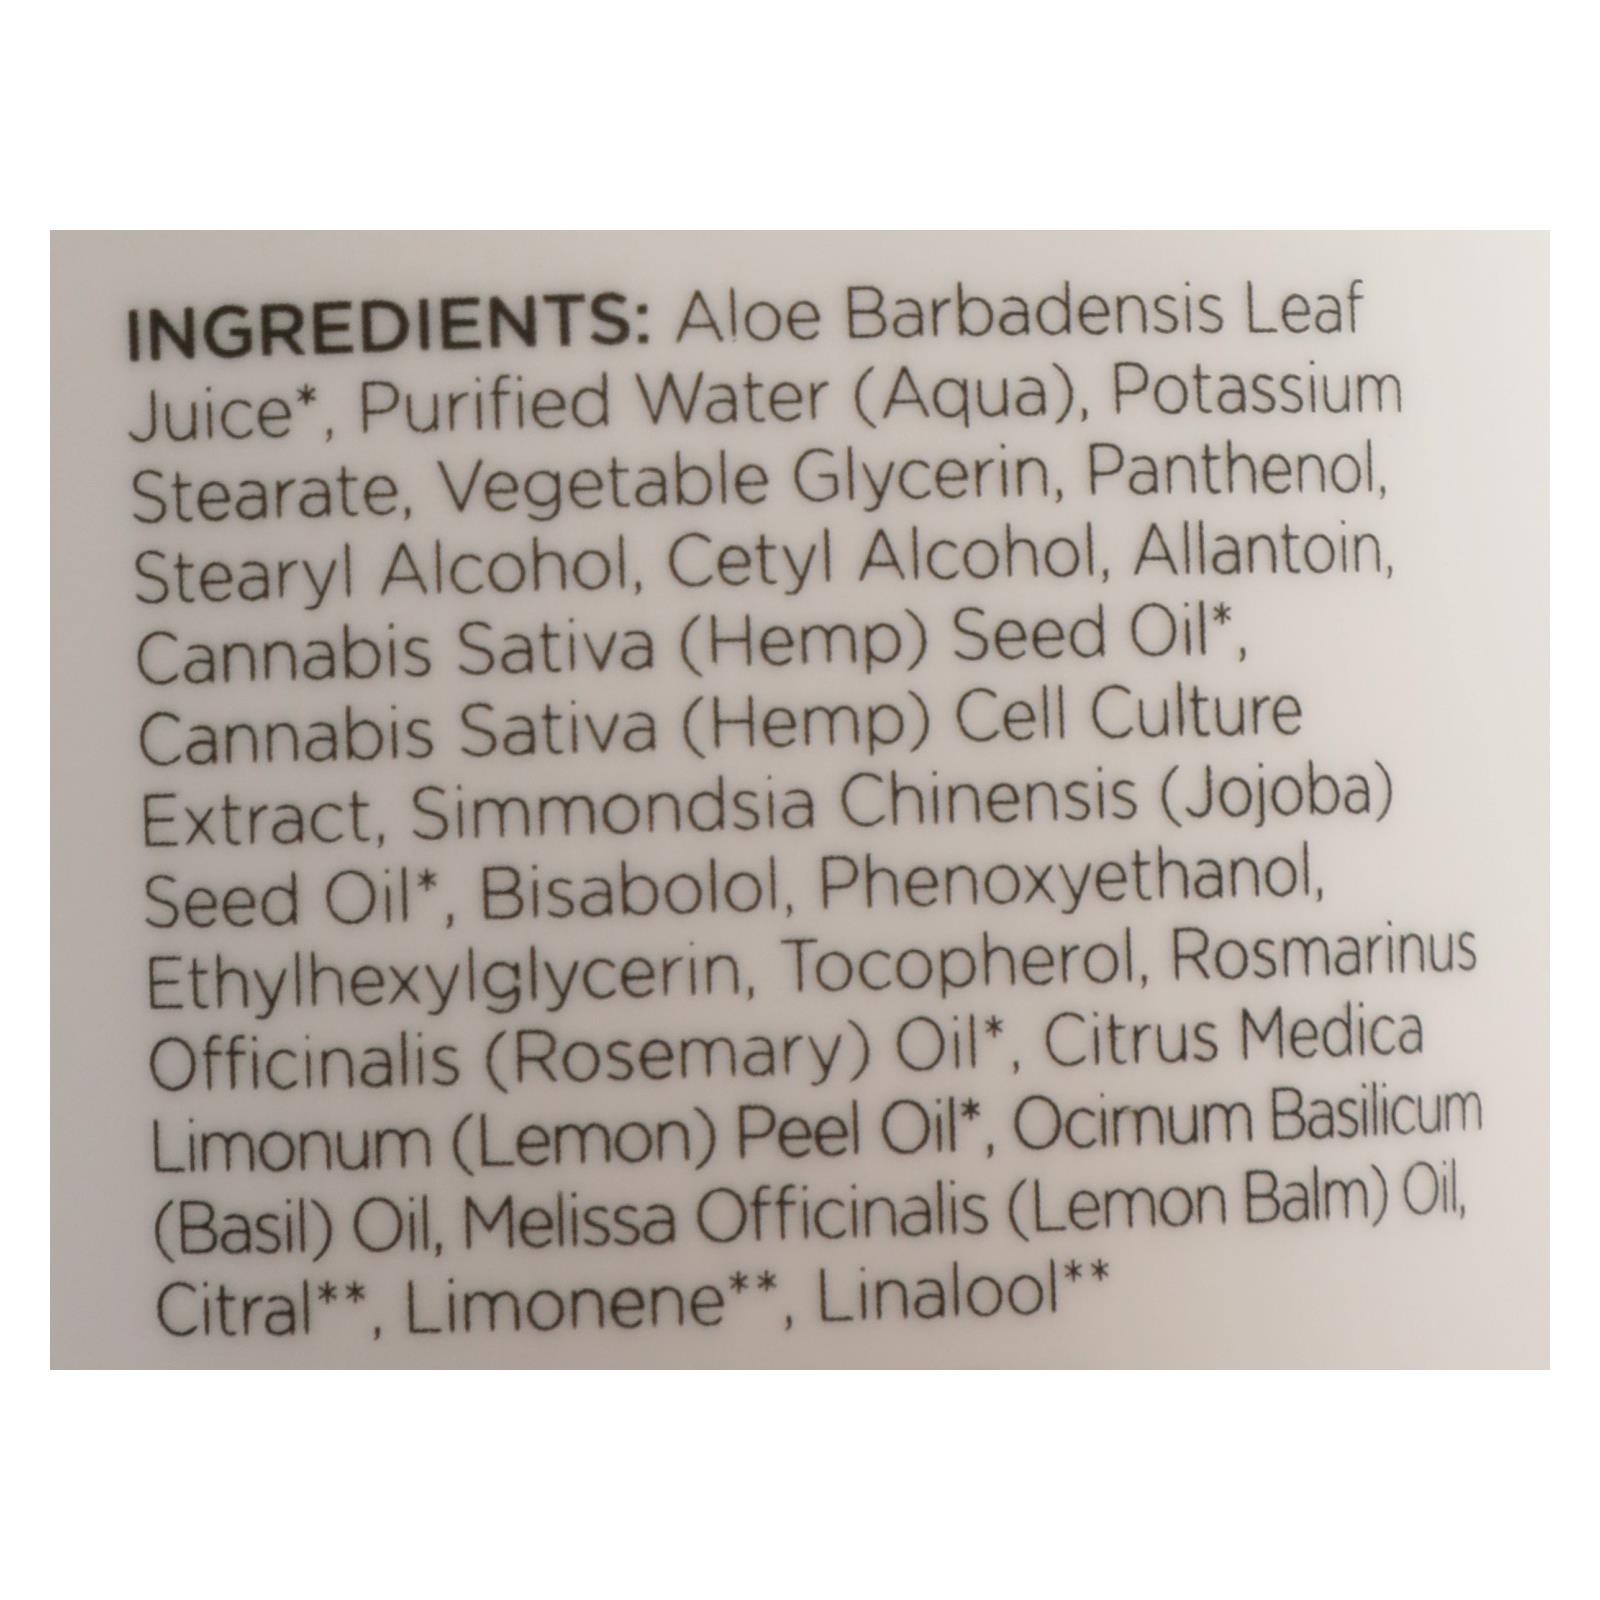 INGREDIENTS: Aloe Barbadensis Leaf
Juice*, Purified Water (Aqua), Potassium
Stearate, Vegetable Glycerin, Panthenol,
Stearyl Alcohol, Cetyl Alcohol, Allantoin,
Cannabis Sativa (Hemp) Seed Oil*,
Cannabis Sativa (Hemp) Cell Culture
Extract, Simmondsia Chinensis (Jojoba)
Seed Oil*, Bisabolol, Phenoxyethanol,
Ethylhexylglycerin, Tocopherol, Rosmarinus
Officinalis (Rosemary) Oil*, Citrus Medica
Limonum (Lemon) Peel Oil*, Ocimum Basilicum
(Basil) Oil, Melissa Officinalis (Lemon Balm) Oil,
Citral**, Limonene**, Linalool**